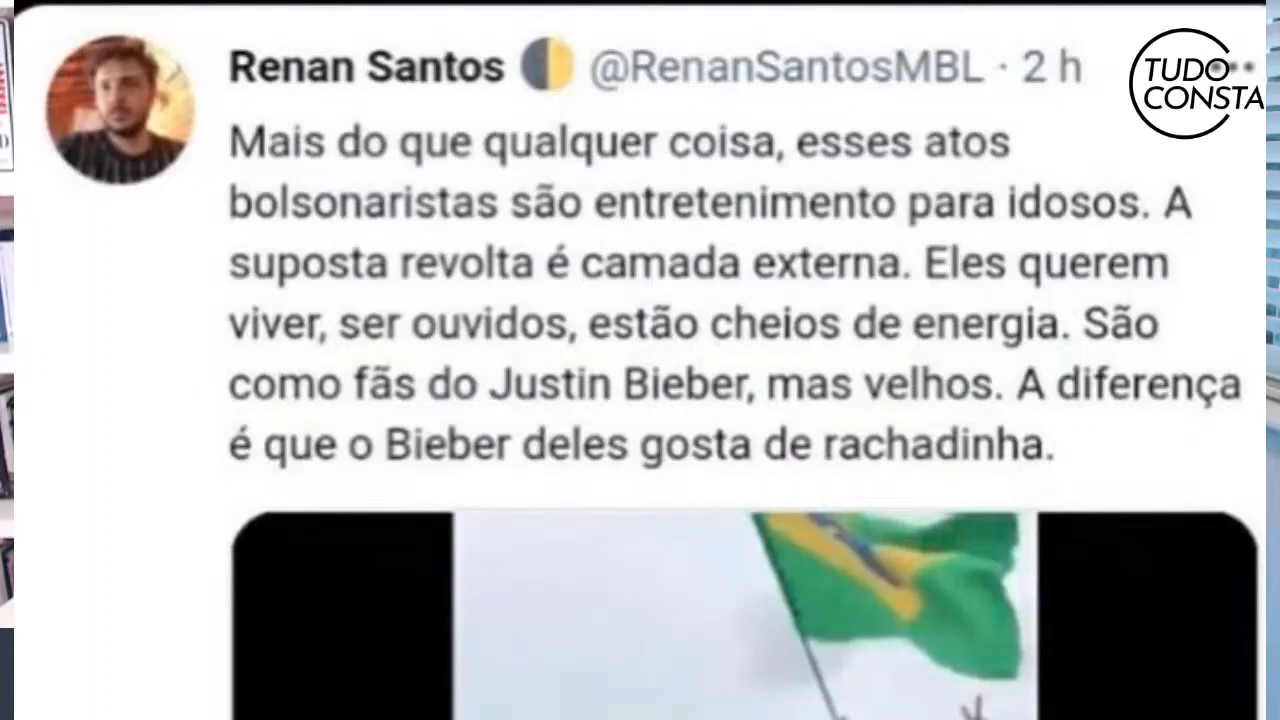 Renan Santos @RenanSantosMBL · 2 h
TUDO
CONSTA
Mais do que qualquer coisa, esses atos
bolsonaristas são entretenimento para idosos. A
suposta revolta é camada externa. Eles querem
viver, ser ouvidos, estão cheios de energia. São
como fãs do Justin Bieber, mas velhos. A diferença
é que o Bieber deles gosta de rachadinha.